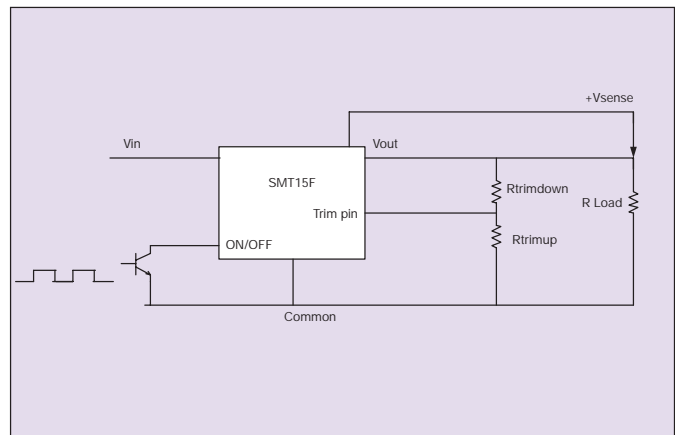 +Vsense
Vin
Vout
SMT15F
Rtrimdown
R Load
Trim pin
Rtrimup
ON/OFF
Common